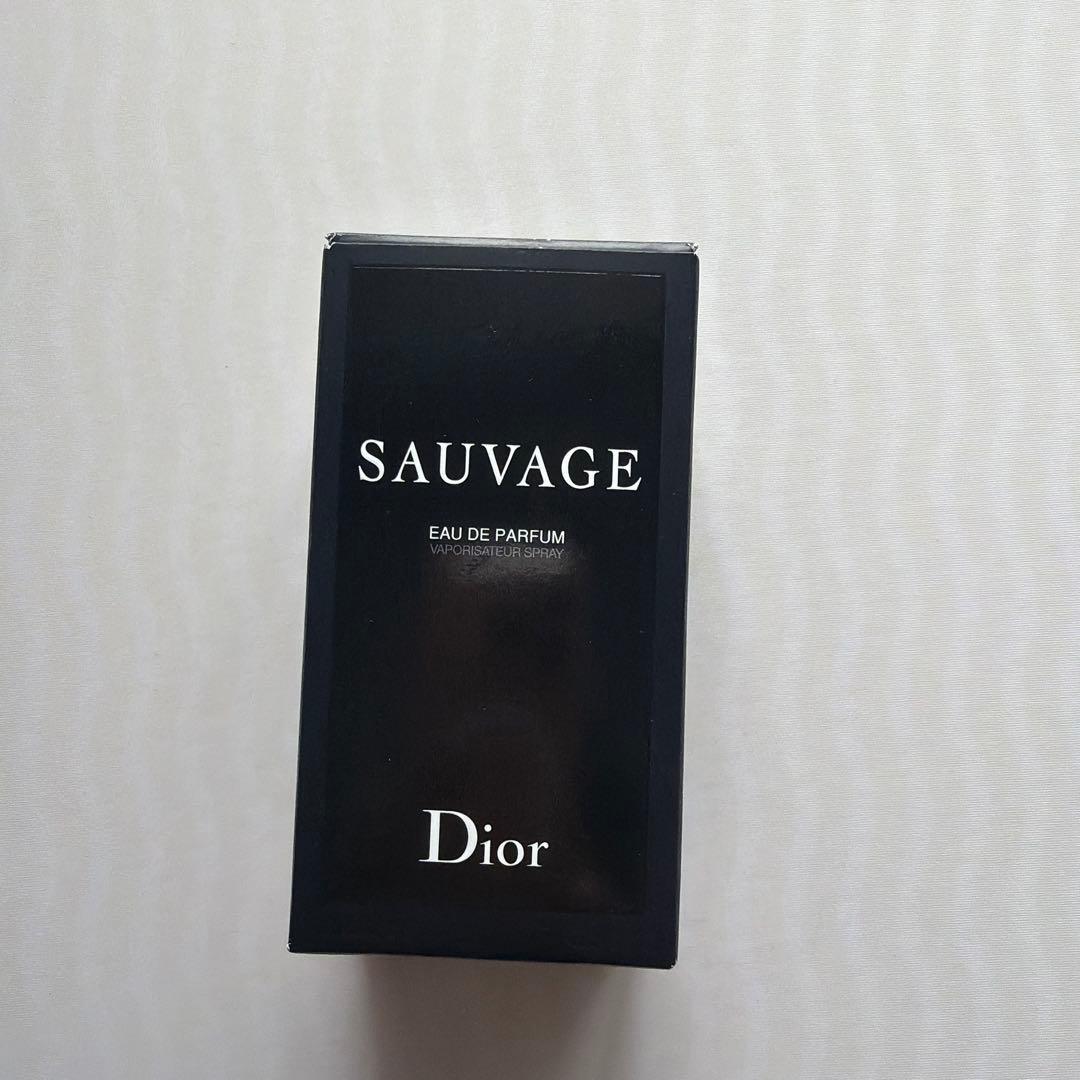 SAUVAGE
EAU DE PARFUM
VAPORISATEUR SPRAY
Dior